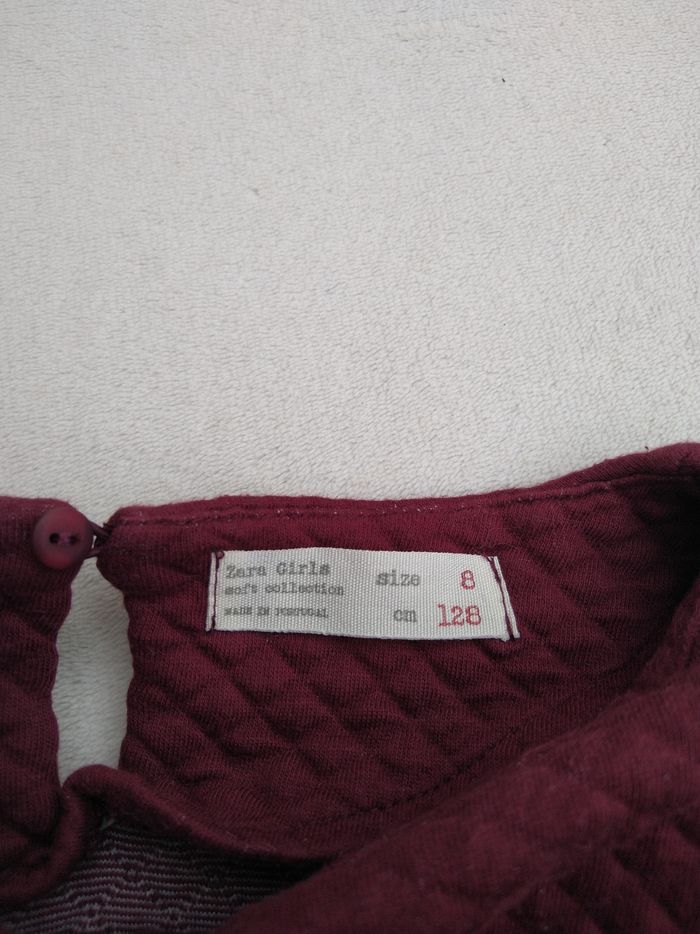 Zara Girls
soft collection
MADE IN PORTUGAL
size 8
cm 128